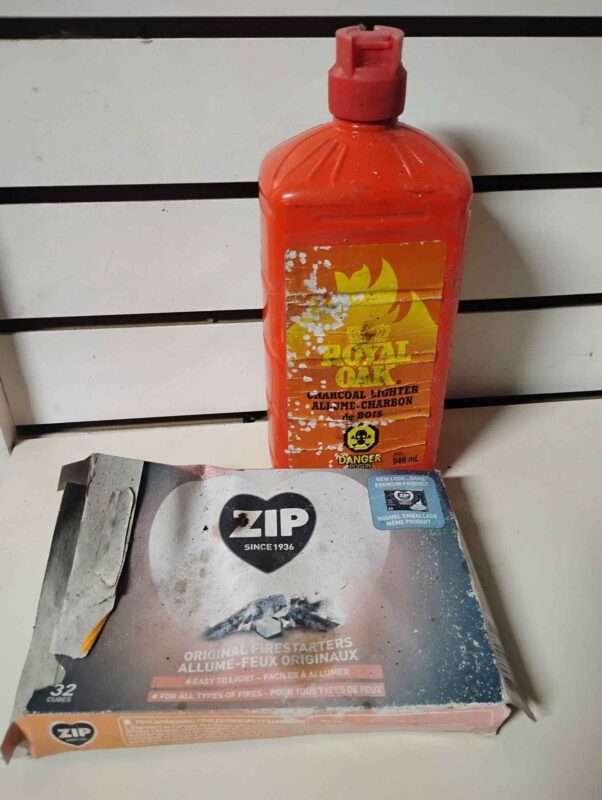 ROYAL
OAK®
CHARCOAL LIGHTER
ALLUME-CHARBON
de BOIS
DANGER
POISON
946 mL
NEW LOOK...SAME
PREMIUM PRODUCT
ZIP
NOUVEL EMBALLAGE
MÊME PRODUIT
ZIP
SINCE 1936
ORIGINAL FIRESTARTERS
ALLUME-FEUX ORIGINAUX
EASY TO LIGHT – FACILES À ALLUMER
FOR ALL TYPES OF FIRES – POUR TOUS TYPES DE FEUX
32
CUBES
ZIP